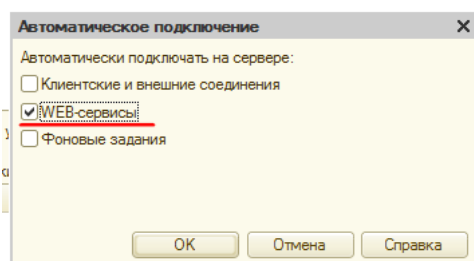 Автоматическое подключение
Автоматически подключать на сервере:
Клиентские и внешние соединения
WEB-сервисы
Фоновые задания
OK Отмена Справка